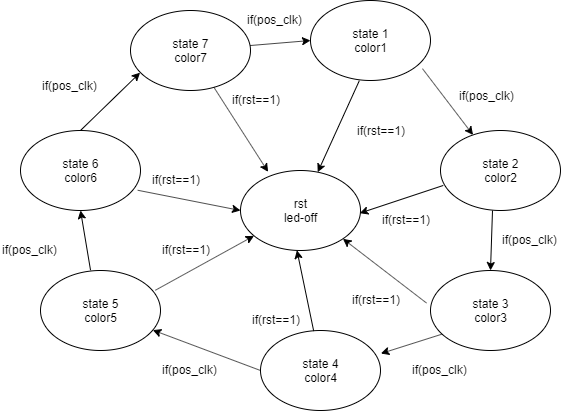 if(pos_clk)
state 7
color7
state 1
color1
if(pos_clk)
if(rst==1)
if(pos_clk)
if(rst==1)
state 6
color6
state 2
color2
if(rst==1)
rst
led-off
if(rst==1)
if(pos_clk)
if(rst==1)
if(pos_clk)
state 5
color5
if(rst==1)
state 3
color3
if(rst==1)
if(pos_clk)
state 4
color4
if(pos_clk)